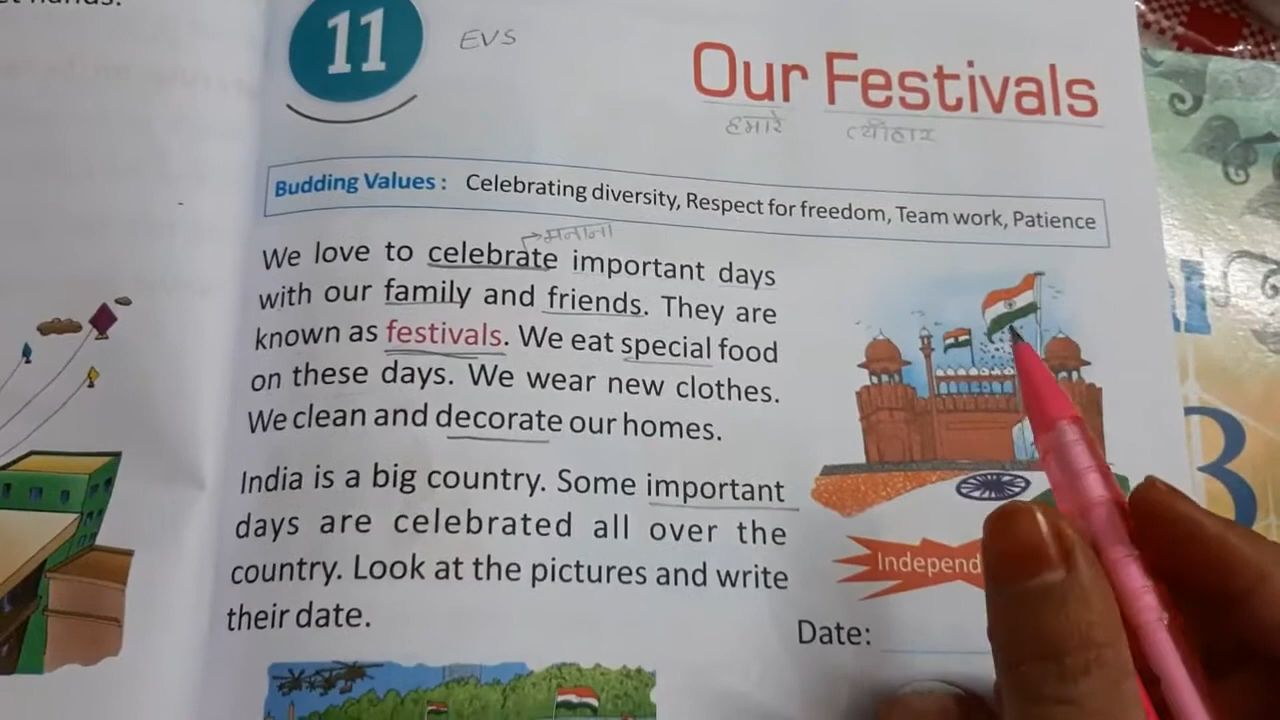 11
EVS
Our Festivals
हमारे त्यौहार
Budding Values : Celebrating diversity, Respect for freedom, Team work, Patience
मनाना
We love to celebrate important days
with our family and friends. They are
known as festivals. We eat special food
on these days. We wear new clothes.
We clean and decorate our homes.
India is a big country. Some important
days are celebrated all over the
country. Look at the pictures and write
their date.
Independ
Date:
3